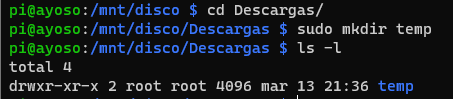 pi@ayoso:/mnt/disco $ cd Descargas/
pi@ayoso:/mnt/disco/Descargas $ sudo mkdir temp
pi@ayoso:/mnt/disco/Descargas $ ls -l
total 4
drwxr-xr-x 2 root root 4096 mar 13 21:36 temp